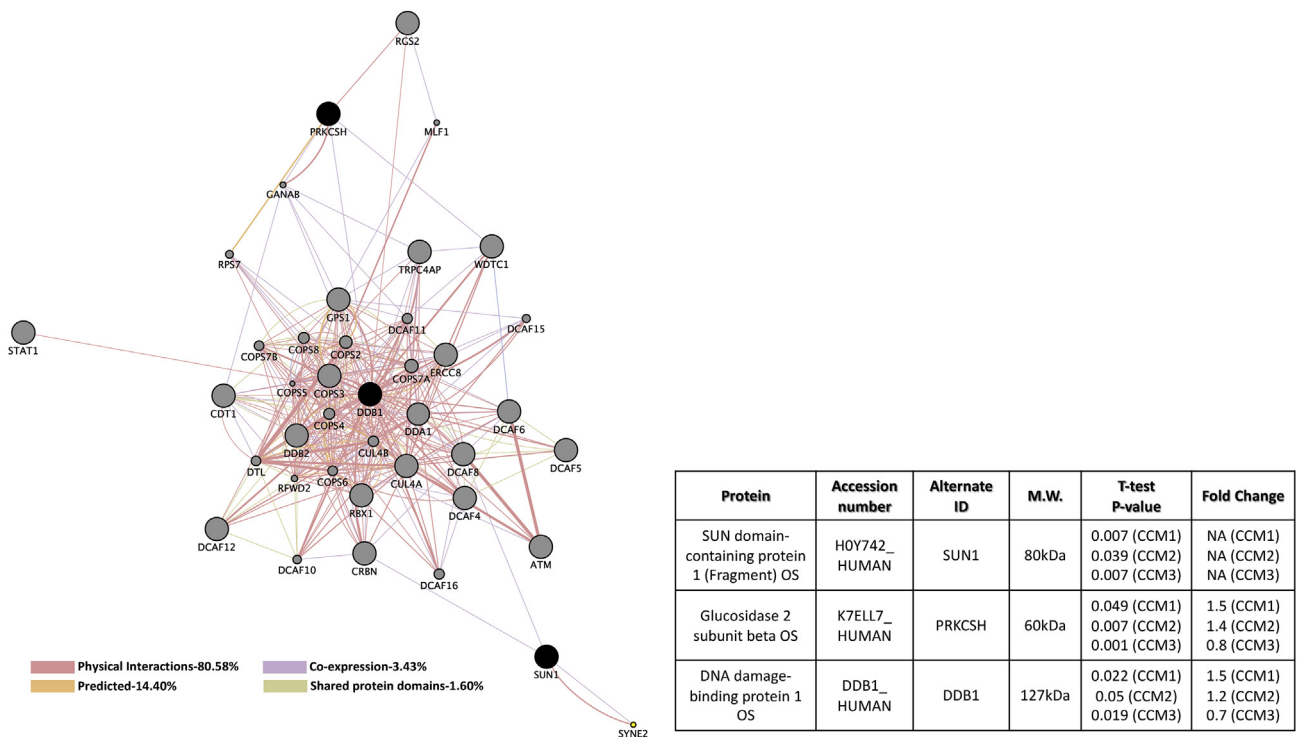 RGS2
PRKCSH
MLF1
GANAB
RPS7
TRPC4AP
WDTC1
GPS1
DCAF11
DCAF15
STAT1
COPS7B
COPS8
COPS2
ERCC8
COPS7A
COPS5
COPS3
CDT1
DDB1
COPS4
DDA1
DCAF6
DDB2
CUL4B
DCAF5
DTL
DCAF8
RFWD2
COPS6
CUL4A
RBX1
DCAF4
DCAF12
ATM
DCAF10
CRBN
DCAF16
SUN1
SYNE2
Physical Interactions-80.58%
Co-expression-3.43%
Predicted-14.40%
Shared protein domains-1.60%
Protein
Accession
number
Alternate
ID
M.W.
T-test
P-value
Fold Change
SUN domain-
containing protein
1 (Fragment) OS
H0Y742_
HUMAN
SUN1
80kDa
0.007 (CCM1)
0.039 (CCM2)
0.007 (CCM3)
NA (CCM1)
NA (CCM2)
NA (CCM3)
Glucosidase 2
subunit beta OS
K7ELL7_
HUMAN
PRKCSH
60kDa
0.049 (CCM1)
0.007 (CCM2)
0.001 (CCM3)
1.5 (CCM1)
1.4 (CCM2)
0.8 (CCM3)
DNA damage-
binding protein 1
OS
DDB1_
HUMAN
DDB1
127kDa
0.022 (CCM1)
0.05 (CCM2)
0.019 (CCM3)
1.5 (CCM1)
1.2 (CCM2)
0.7 (CCM3)